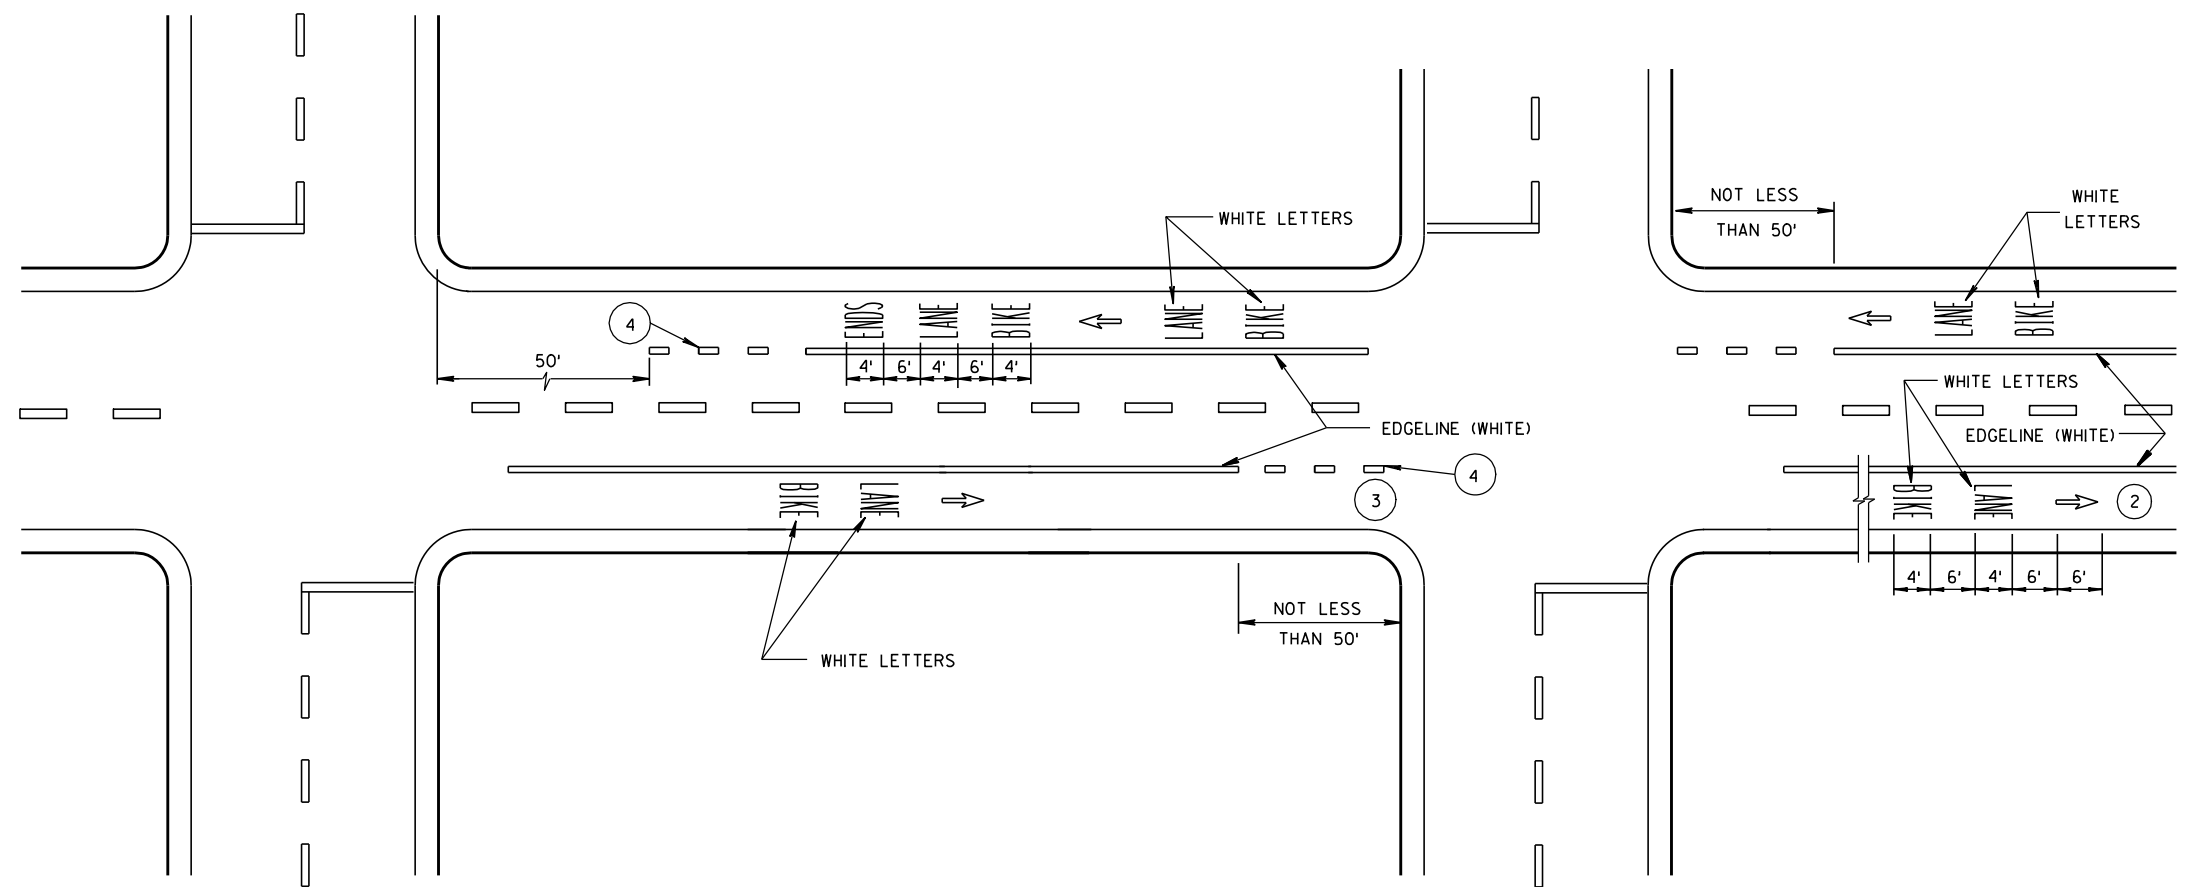 NOT LESS
THAN 50'
WHITE
LETTERS
WHITE LETTERS
4
ENDS
LANE
BIKE
LANE
BIKE
LANE
BIKE
50'
4'
6'
4'
6'
4'
WHITE LETTERS
EDGELINE (WHITE)
EDGELINE (WHITE)
4
3
BIKE
LANE
BIKE
LANE
2
4'
6'
4'
6'
6'
NOT LESS
THAN 50'
WHITE LETTERS